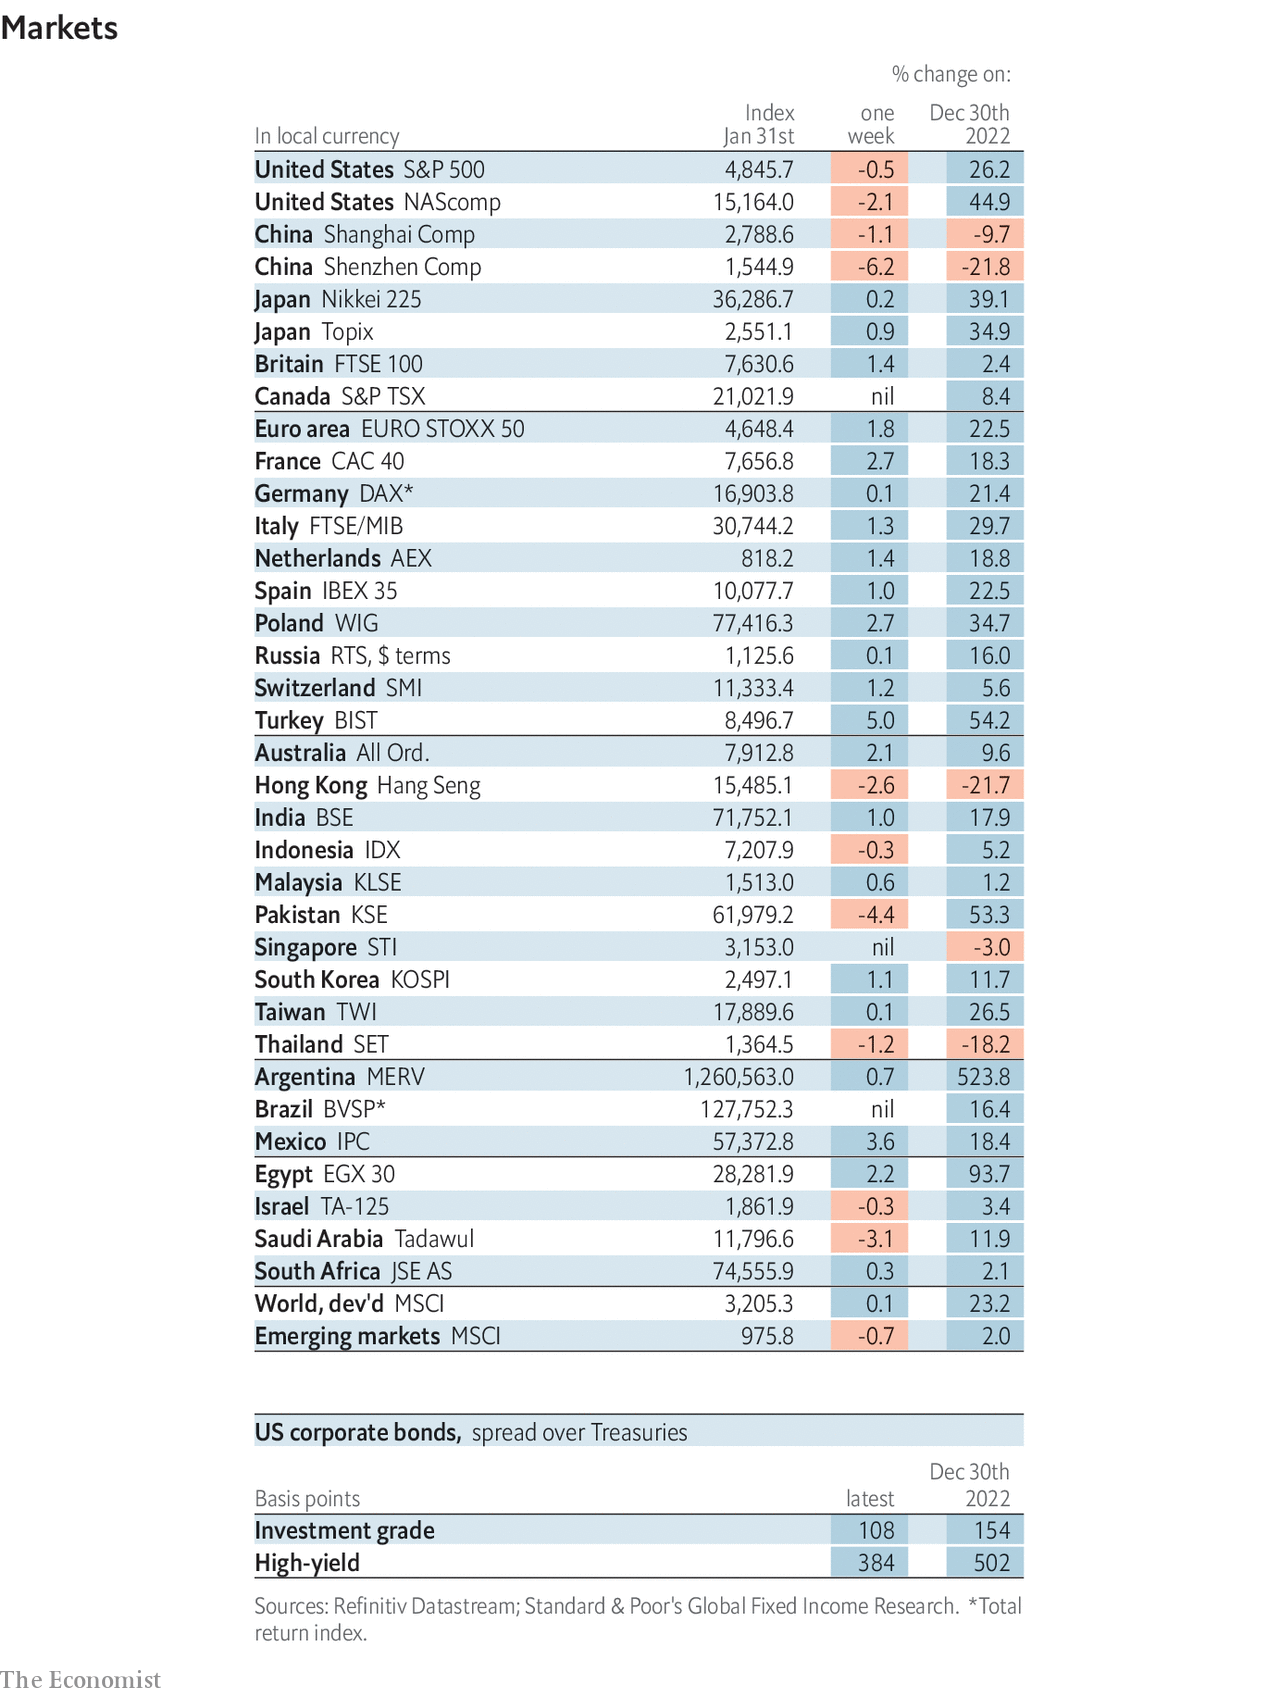 Markets
% change on:
Index one Dec 30th
In local currency Jan 31st week 2022
United States S&P 500 4,845.7 -0.5 26.2
United States NAScomp 15,164.0 -2.1 44.9
China Shanghai Comp 2,788.6 -1.1 -9.7
China Shenzhen Comp 1,544.9 -6.2 -21.8
Japan Nikkei 225 36,286.7 0.2 39.1
Japan Topix 2,551.1 0.9 34.9
Britain FTSE 100 7,630.6 1.4 2.4
Canada S&P TSX 21,021.9 nil 8.4
Euro area EURO STOXX 50 4,648.4 1.8 22.5
France CAC 40 7,656.8 2.7 18.3
Germany DAX* 16,903.8 0.1 21.4
Italy FTSE/MIB 30,744.2 1.3 29.7
Netherlands AEX 818.2 1.4 18.8
Spain IBEX 35 10,077.7 1.0 22.5
Poland WIG 77,416.3 2.7 34.7
Russia RTS, $ terms 1,125.6 0.1 16.0
Switzerland SMI 11,333.4 1.2 5.6
Turkey BIST 8,496.7 5.0 54.2
Australia All Ord. 7,912.8 2.1 9.6
Hong Kong Hang Seng 15,485.1 -2.6 -21.7
India BSE 71,752.1 1.0 17.9
Indonesia IDX 7,207.9 -0.3 5.2
Malaysia KLSE 1,513.0 0.6 1.2
Pakistan KSE 61,979.2 -4.4 53.3
Singapore STI 3,153.0 nil -3.0
South Korea KOSPI 2,497.1 1.1 11.7
Taiwan TWI 17,889.6 0.1 26.5
Thailand SET 1,364.5 -1.2 -18.2
Argentina MERV 1,260,563.0 0.7 523.8
Brazil BVSP* 127,752.3 nil 16.4
Mexico IPC 57,372.8 3.6 18.4
Egypt EGX 30 28,281.9 2.2 93.7
Israel TA-125 1,861.9 -0.3 3.4
Saudi Arabia Tadawul 11,796.6 -3.1 11.9
South Africa JSE AS 74,555.9 0.3 2.1
World, dev'd MSCI 3,205.3 0.1 23.2
Emerging markets MSCI 975.8 -0.7 2.0
US corporate bonds, spread over Treasuries
Dec 30th
Basis points latest 2022
Investment grade 108 154
High-yield 384 502
Sources: Refinitiv Datastream; Standard & Poor's Global Fixed Income Research. *Total
return index.
The Economist